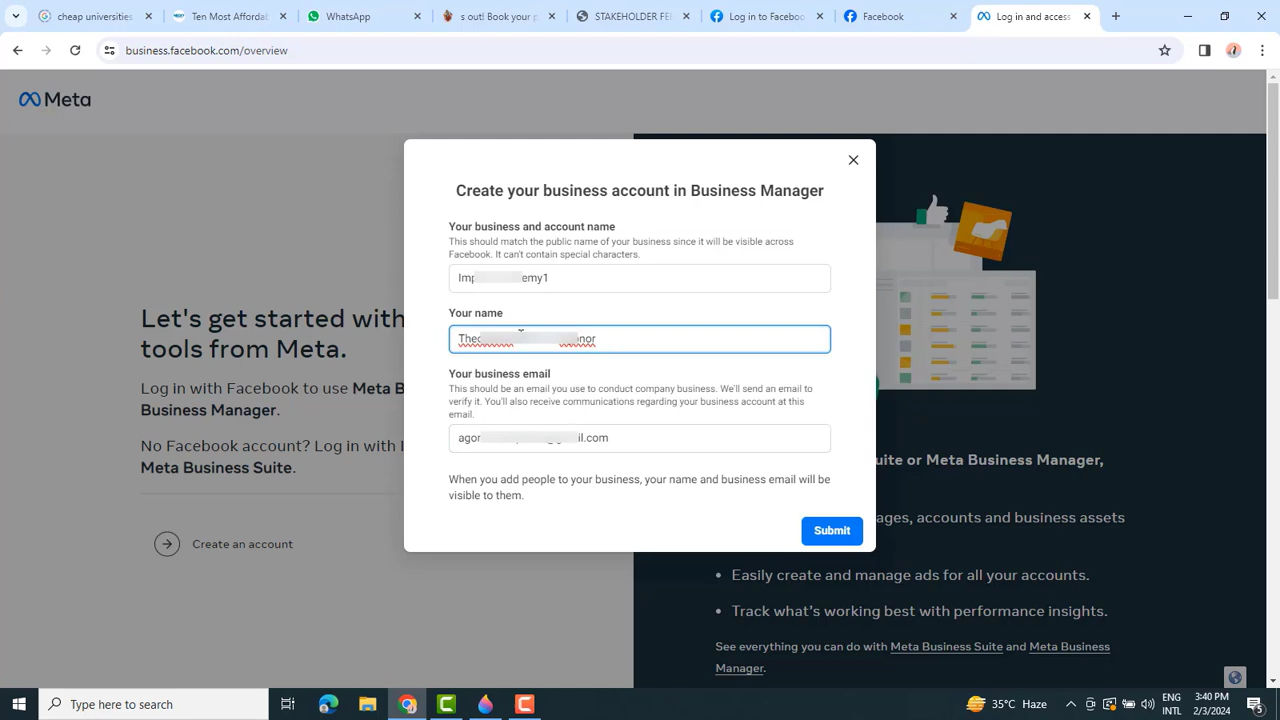 cheap universities
Ten Most Affordab
WhatsApp
s out! Book your p
STAKEHOLDER FEE
Log in to Facebook
Facebook
Log in and access
business.facebook.com/overview
Meta
Create your business account in Business Manager
Your business and account name
This should match the public name of your business since it will be visible across
Facebook. It can't contain special characters.
Imp emy1
Your name
Theo onor
Your business email
This should be an email you use to conduct company business. We'll send an email to
verify it. You'll also receive communications regarding your business account at this
email.
agor il.com
When you add people to your business, your name and business email will be
visible to them.
Submit
Let's get started with
tools from Meta.
Log in with Facebook to use Meta B
Business Manager.
No Facebook account? Log in with I
Meta Business Suite.
Create an account
uite or Meta Business Manager,
ages, accounts and business assets
• Easily create and manage ads for all your accounts.
• Track what's working best with performance insights.
See everything you can do with Meta Business Suite and Meta Business
Manager.
Type here to search
35°C Haze
ENG
INTL
3:40 PM
2/3/2024